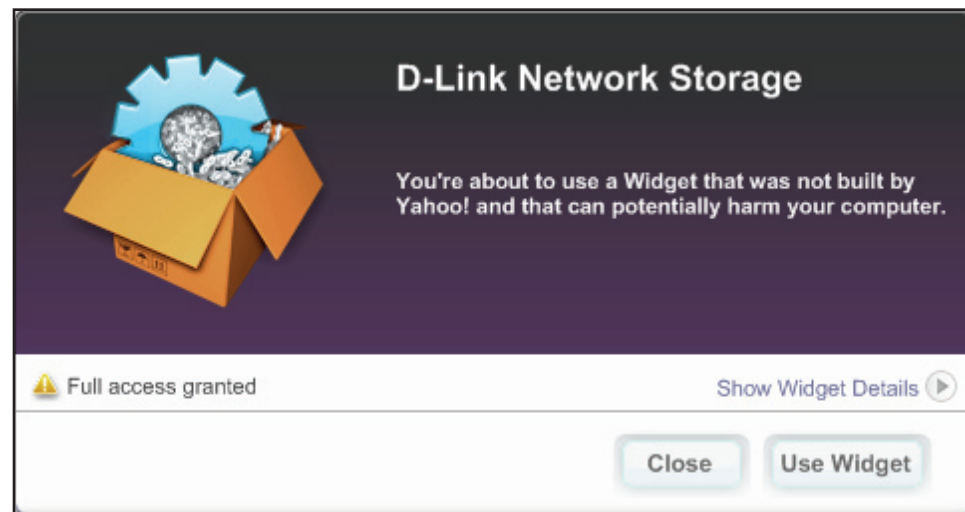 D-Link Network Storage
You're about to use a Widget that was not built by
Yahoo! and that can potentially harm your computer.
Full access granted
Show Widget Details
Close
Use Widget